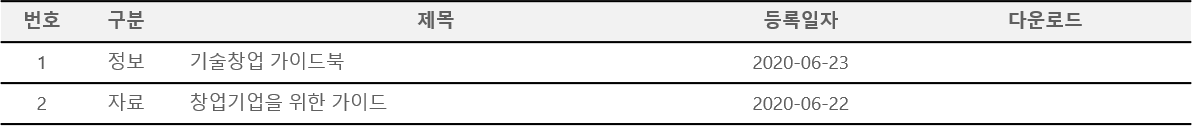 번호 구분 제목 등록일자 다운로드
1 정보 기술창업 가이드북 2020-06-23
2 자료 창업기업을 위한 가이드 2020-06-22